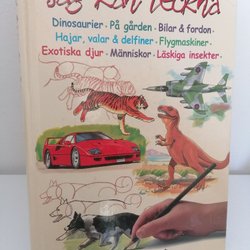 Jag kan teckna
Dinosaurier · På gården · Bilar & fordon ·
Hajar, valar & delfiner · Flygmaskiner ·
Exotiska djur · Människor · Läskiga insekter ·